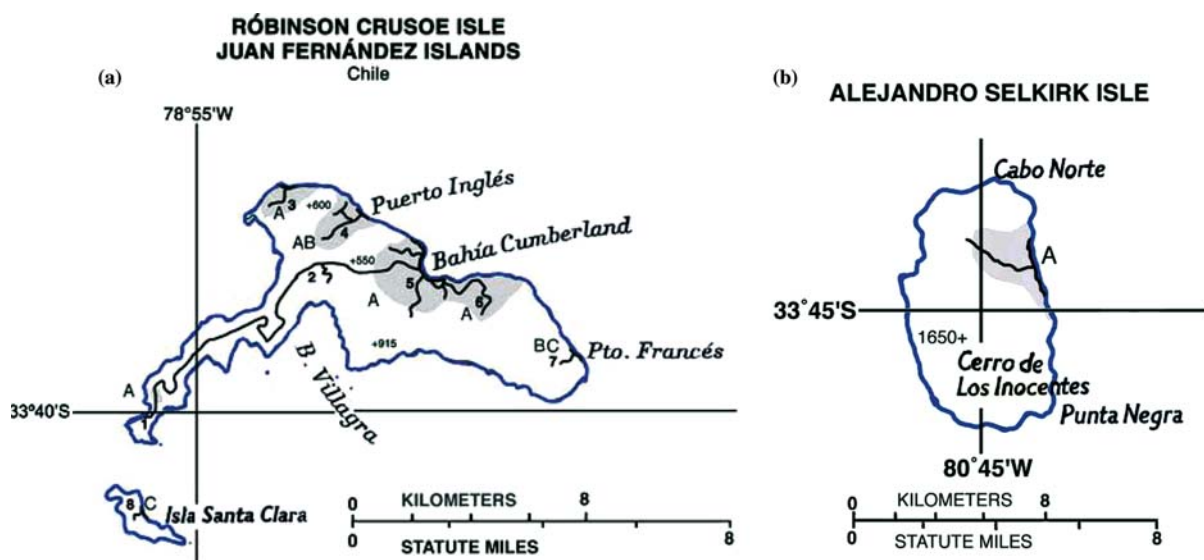 RÓBINSON CRUSOE ISLE
JUAN FERNÁNDEZ ISLANDS
Chile
(a)
78°55'W
Puerto Inglés
A
3
+600
AB
4
Bahía Cumberland
2
+550
5
A
6
A
+915
BC
7
Pto. Francés
B. Villagra
A
1
33°40'S
8
C
Isla Santa Clara
0
KILOMETERS
8
0
STATUTE MILES
8
(b)
ALEJANDRO SELKIRK ISLE
Cabo Norte
A
33°45'S
1650+
Cerro de
Los Inocentes
Punta Negra
80°45'W
0
KILOMETERS
8
0
STATUTE MILES
8